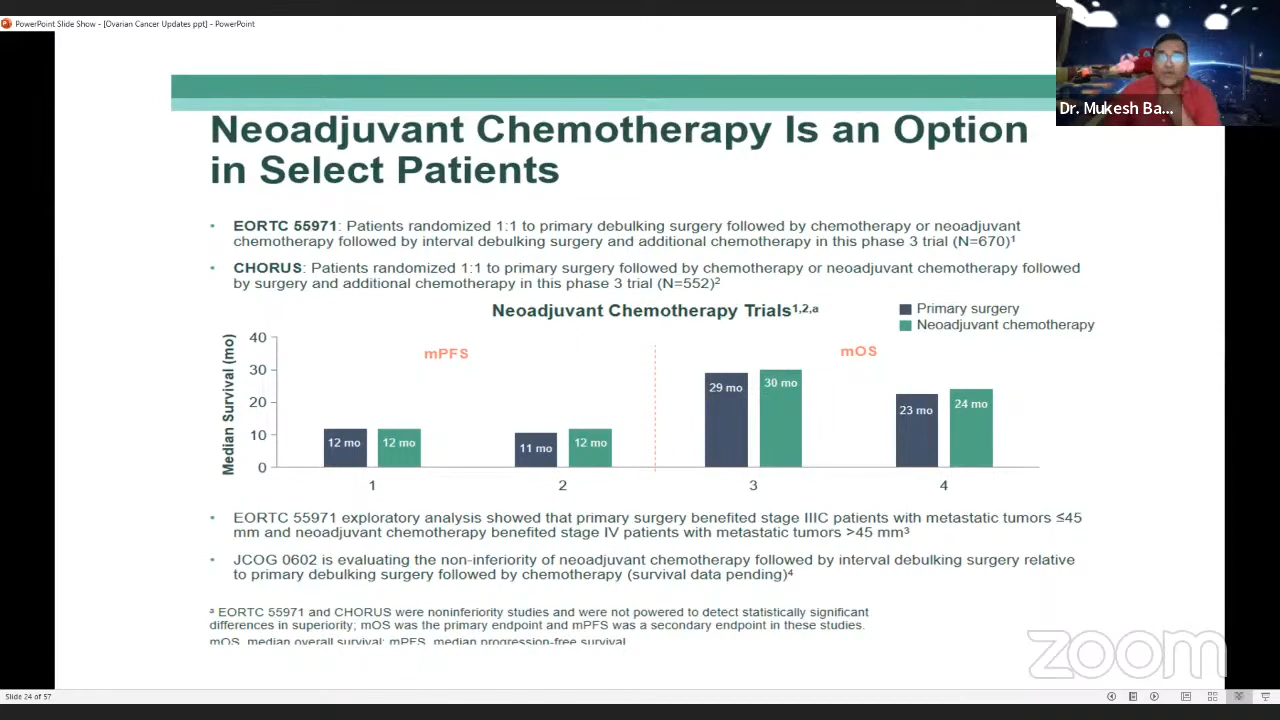 PowerPoint Slide Show - [Ovarian Cancer Updates ppt] - PowerPoint
Dr. Mukesh Ba...
Neoadjuvant Chemotherapy Is an Option
in Select Patients
• EORTC 55971: Patients randomized 1:1 to primary debulking surgery followed by chemotherapy or neoadjuvant
chemotherapy followed by interval debulking surgery and additional chemotherapy in this phase 3 trial (N=670)¹
• CHORUS: Patients randomized 1:1 to primary surgery followed by chemotherapy or neoadjuvant chemotherapy followed
by surgery and additional chemotherapy in this phase 3 trial (N=552)²
Neoadjuvant Chemotherapy Trials¹,²,ᵃ
Primary surgery
Neoadjuvant chemotherapy
Median Survival (mo)
40
30
20
10
0
mPFS
mOS
12 mo
12 mo
11 mo
12 mo
29 mo
30 mo
23 mo
24 mo
1
2
3
4
• EORTC 55971 exploratory analysis showed that primary surgery benefited stage IIIC patients with metastatic tumors ≤45
mm and neoadjuvant chemotherapy benefited stage IV patients with metastatic tumors >45 mm³
• JCOG 0602 is evaluating the non-inferiority of neoadjuvant chemotherapy followed by interval debulking surgery relative
to primary debulking surgery followed by chemotherapy (survival data pending)⁴
ᵃ EORTC 55971 and CHORUS were noninferiority studies and were not powered to detect statistically significant
differences in superiority; mOS was the primary endpoint and mPFS was a secondary endpoint in these studies.
mOS, median overall survival; mPFS, median progression-free survival
zoom
Slide 24 of 57